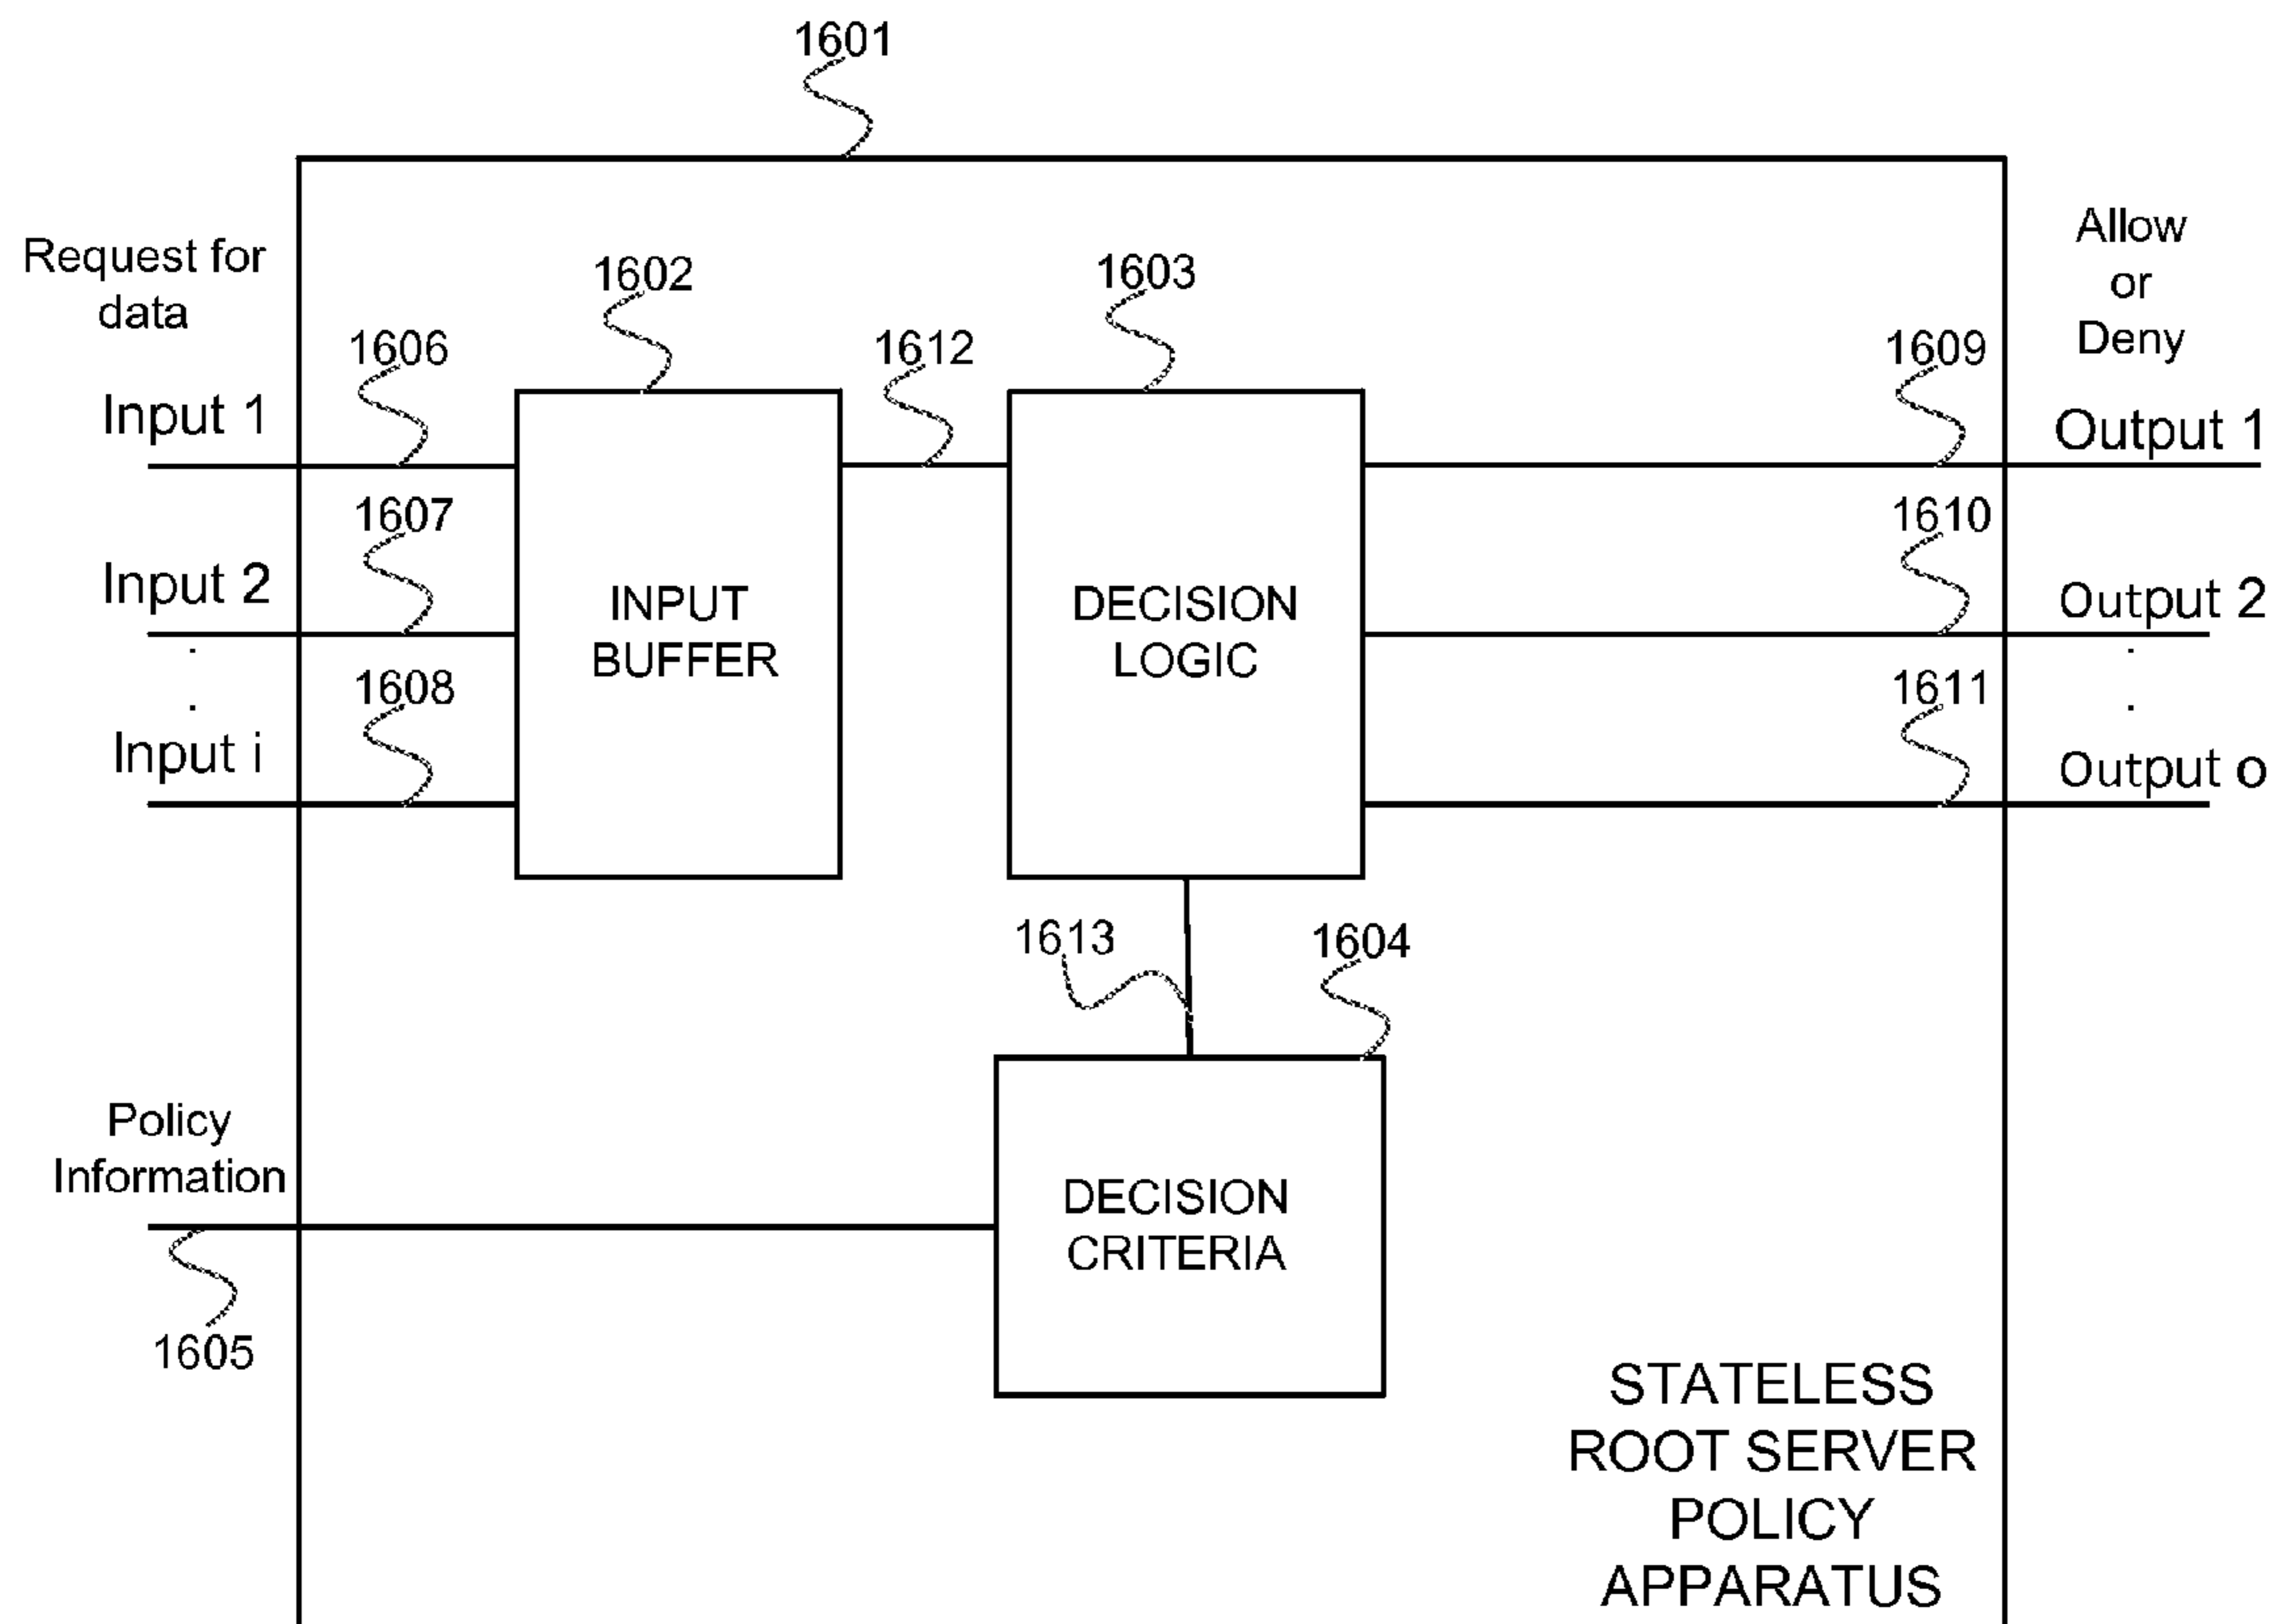 1601
Request for
data
1602
1603
Allow
or
Deny
1606
1612
1609
Input 1
Output 1
1607
1610
Input 2
Output 2
INPUT
BUFFER
DECISION
LOGIC
1608
1611
Input i
Output o
1613
1604
Policy
Information
DECISION
CRITERIA
1605
STATELESS
ROOT SERVER
POLICY
APPARATUS